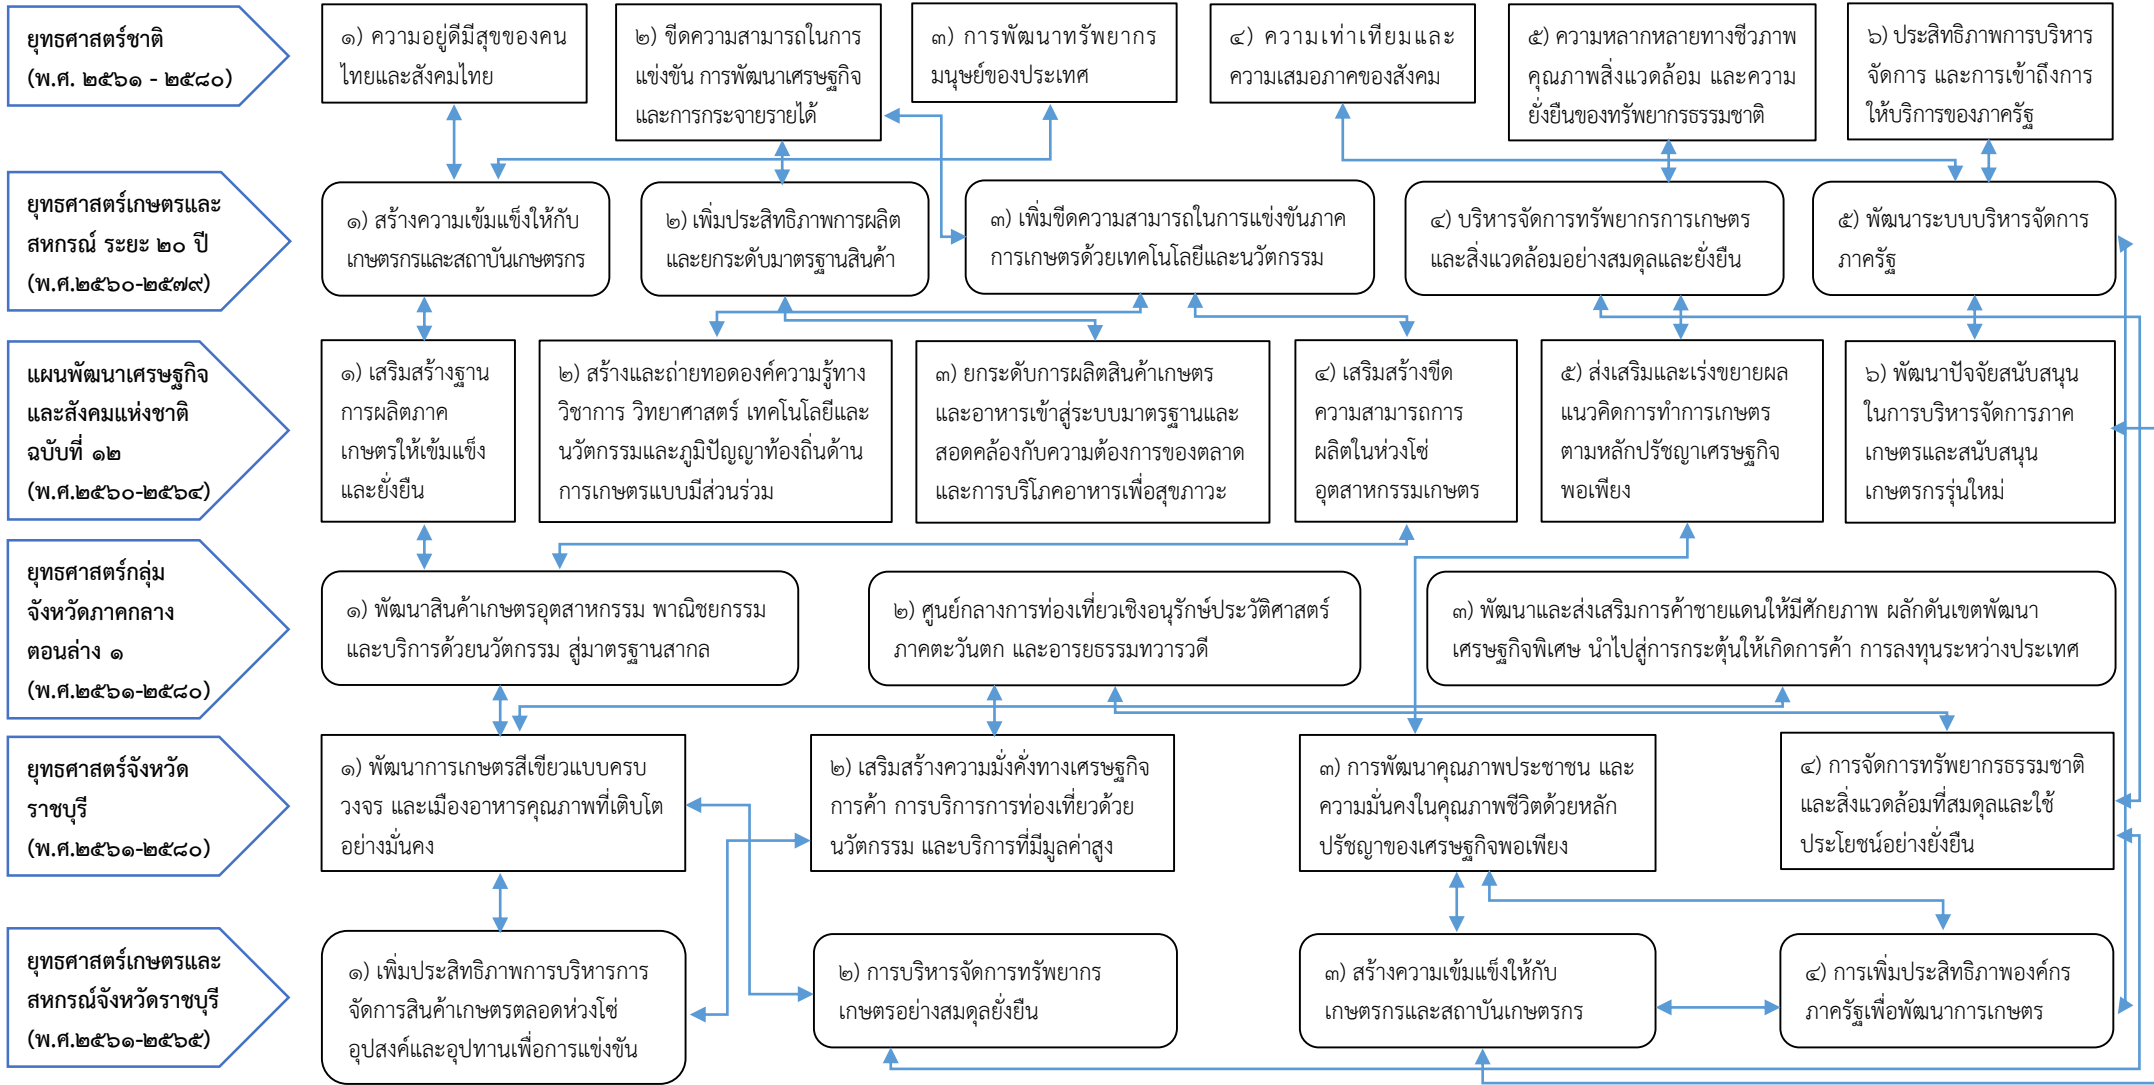 ยุทธศาสตร์ชาติ
(พ.ศ. ๒๕๖๑ - ๒๕๘๐)
๑) ความอยู่ดีมีสุขของคน
ไทยและสังคมไทย
๒) ขีดความสามารถในการ
แข่งขัน การพัฒนาเศรษฐกิจ
และการกระจายรายได้
๓) การพัฒนาทรัพยากร
มนุษย์ของประเทศ
๔) ความเท่าเทียมและ
ความเสมอภาคของสังคม
๕) ความหลากหลายทางชีวภาพ
คุณภาพสิ่งแวดล้อม และความ
ยั่งยืนของทรัพยากรธรรมชาติ
๖) ประสิทธิภาพการบริหาร
จัดการ และการเข้าถึงการ
ให้บริการของภาครัฐ
ยุทธศาสตร์เกษตรและ
สหกรณ์ ระยะ ๒๐ ปี
(พ.ศ.๒๕๖๐-๒๕๗๙)
๑) สร้างความเข้มแข็งให้กับ
เกษตรกรและสถาบันเกษตรกร
๒) เพิ่มประสิทธิภาพการผลิต
และยกระดับมาตรฐานสินค้า
๓) เพิ่มขีดความสามารถในการแข่งขันภาค
การเกษตรด้วยเทคโนโลยีและนวัตกรรม
๔) บริหารจัดการทรัพยากรการเกษตร
และสิ่งแวดล้อมอย่างสมดุลและยั่งยืน
๕) พัฒนาระบบบริหารจัดการ
ภาครัฐ
แผนพัฒนาเศรษฐกิจ
และสังคมแห่งชาติ
ฉบับที่ ๑๒
(พ.ศ.๒๕๖๐-๒๕๖๔)
๑) เสริมสร้างฐาน
การผลิตภาค
เกษตรให้เข้มแข็ง
และยั่งยืน
๒) สร้างและถ่ายทอดองค์ความรู้ทาง
วิชาการ วิทยาศาสตร์ เทคโนโลยีและ
นวัตกรรมและภูมิปัญญาท้องถิ่นด้าน
การเกษตรแบบมีส่วนร่วม
๓) ยกระดับการผลิตสินค้าเกษตร
และอาหารเข้าสู่ระบบมาตรฐานและ
สอดคล้องกับความต้องการของตลาด
และการบริโภคอาหารเพื่อสุขภาวะ
๔) เสริมสร้างขีด
ความสามารถการ
ผลิตในห่วงโซ่
อุตสาหกรรมเกษตร
๕) ส่งเสริมและเร่งขยายผล
แนวคิดการทำการเกษตร
ตามหลักปรัชญาเศรษฐกิจ
พอเพียง
๖) พัฒนาปัจจัยสนับสนุน
ในการบริหารจัดการภาค
เกษตรและสนับสนุน
เกษตรกรรุ่นใหม่
ยุทธศาสตร์กลุ่ม
จังหวัดภาคกลาง
ตอนล่าง ๑
(พ.ศ.๒๕๖๑-๒๕๘๐)
๑) พัฒนาสินค้าเกษตรอุตสาหกรรม พาณิชยกรรม
และบริการด้วยนวัตกรรม สู่มาตรฐานสากล
๒) ศูนย์กลางการท่องเที่ยวเชิงอนุรักษ์ประวัติศาสตร์
ภาคตะวันตก และอารยธรรมทวารวดี
๓) พัฒนาและส่งเสริมการค้าชายแดนให้มีศักยภาพ ผลักดันเขตพัฒนา
เศรษฐกิจพิเศษ นำไปสู่การกระตุ้นให้เกิดการค้า การลงทุนระหว่างประเทศ
ยุทธศาสตร์จังหวัด
ราชบุรี
(พ.ศ.๒๕๖๑-๒๕๘๐)
๑) พัฒนาการเกษตรสีเขียวแบบครบ
วงจร และเมืองอาหารคุณภาพที่เติบโต
อย่างมั่นคง
๒) เสริมสร้างความมั่งคั่งทางเศรษฐกิจ
การค้า การบริการการท่องเที่ยวด้วย
นวัตกรรม และบริการที่มีมูลค่าสูง
๓) การพัฒนาคุณภาพประชาชน และ
ความมั่นคงในคุณภาพชีวิตด้วยหลัก
ปรัชญาของเศรษฐกิจพอเพียง
๔) การจัดการทรัพยากรธรรมชาติ
และสิ่งแวดล้อมที่สมดุลและใช้
ประโยชน์อย่างยั่งยืน
ยุทธศาสตร์เกษตรและ
สหกรณ์จังหวัดราชบุรี
(พ.ศ.๒๕๖๑-๒๕๖๕)
๑) เพิ่มประสิทธิภาพการบริหารการ
จัดการสินค้าเกษตรตลอดห่วงโซ่
อุปสงค์และอุปทานเพื่อการแข่งขัน
๒) การบริหารจัดการทรัพยากร
เกษตรอย่างสมดุลยั่งยืน
๓) สร้างความเข้มแข็งให้กับ
เกษตรกรและสถาบันเกษตรกร
๔) การเพิ่มประสิทธิภาพองค์กร
ภาครัฐเพื่อพัฒนาการเกษตร